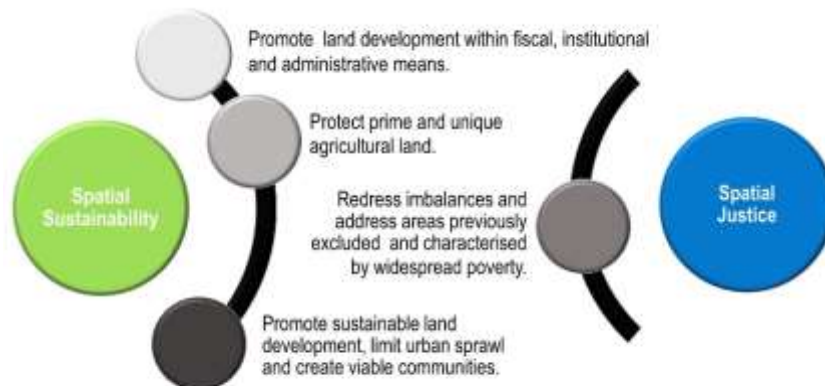 Promote land development within fiscal, institutional
and administrative means.
Protect prime and unique
agricultural land.
Spatial
Sustainability
Redress imbalances and
address areas previously
excluded and characterised
by widespread poverty.
Spatial
Justice
Promote sustainable land
development, limit urban sprawl
and create viable communities.